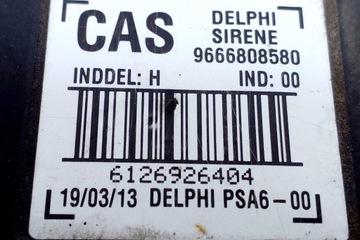 CAS DELPHI
SIRENE
9666808580
INDDEL: H IND: 00
6126926404
19/03/13 DELPHI PSA6-00